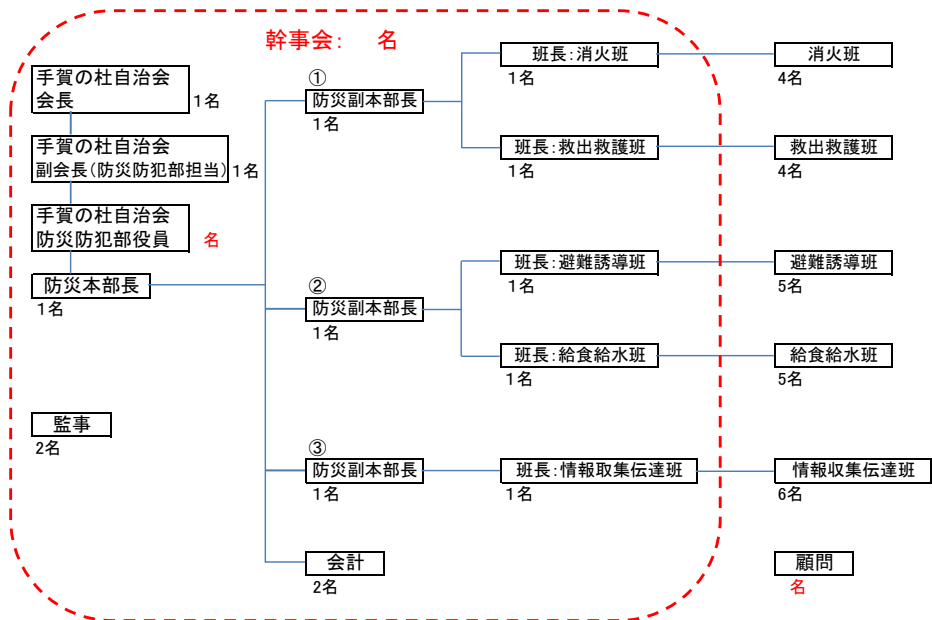 幹事会：　名
手賀の杜自治会
会長
1名
手賀の杜自治会
副会長（防災防犯部担当）
1名
手賀の杜自治会
防災防犯部役員
名
防災本部長
1名
監事
2名
①
防災副本部長
1名
②
防災副本部長
1名
③
防災副本部長
1名
会計
2名
班長：消火班
1名
班長：救出救護班
1名
班長：避難誘導班
1名
班長：給食給水班
1名
班長：情報取集伝達班
1名
消火班
4名
救出救護班
4名
避難誘導班
5名
給食給水班
5名
情報取集伝達班
6名
顧問
名